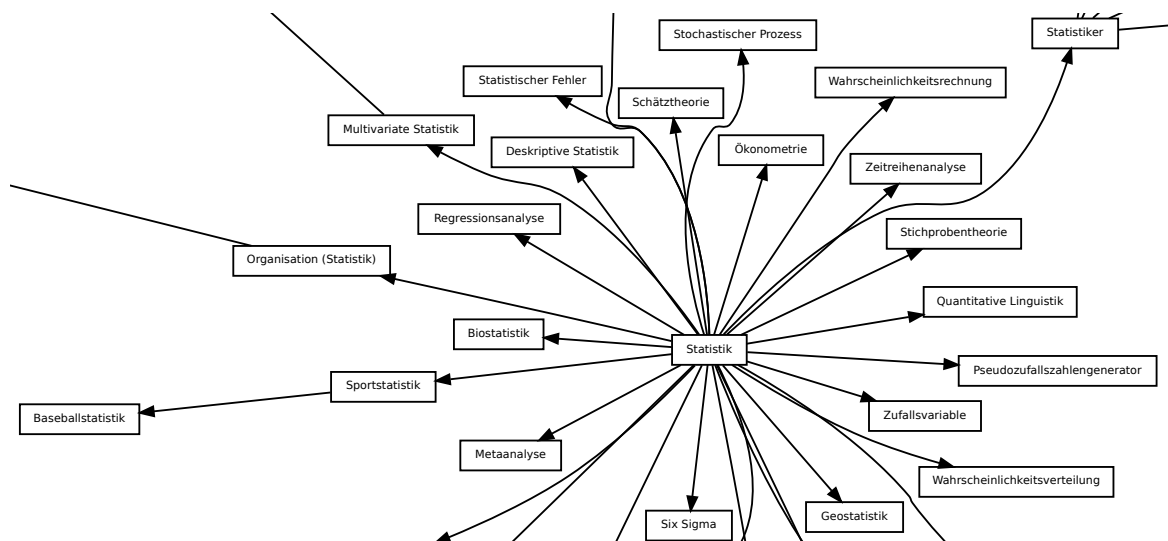 Statistiker
Stochastischer Prozess
Statistischer Fehler
Wahrscheinlichkeitsrechnung
Schätztheorie
Multivariate Statistik
Deskriptive Statistik
Ökonometrie
Zeitreihenanalyse
Regressionsanalyse
Stichprobentheorie
Organisation (Statistik)
Quantitative Linguistik
Biostatistik
Statistik
Pseudozufallszahlengenerator
Sportstatistik
Baseballstatistik
Zufallsvariable
Metaanalyse
Wahrscheinlichkeitsverteilung
Six Sigma
Geostatistik